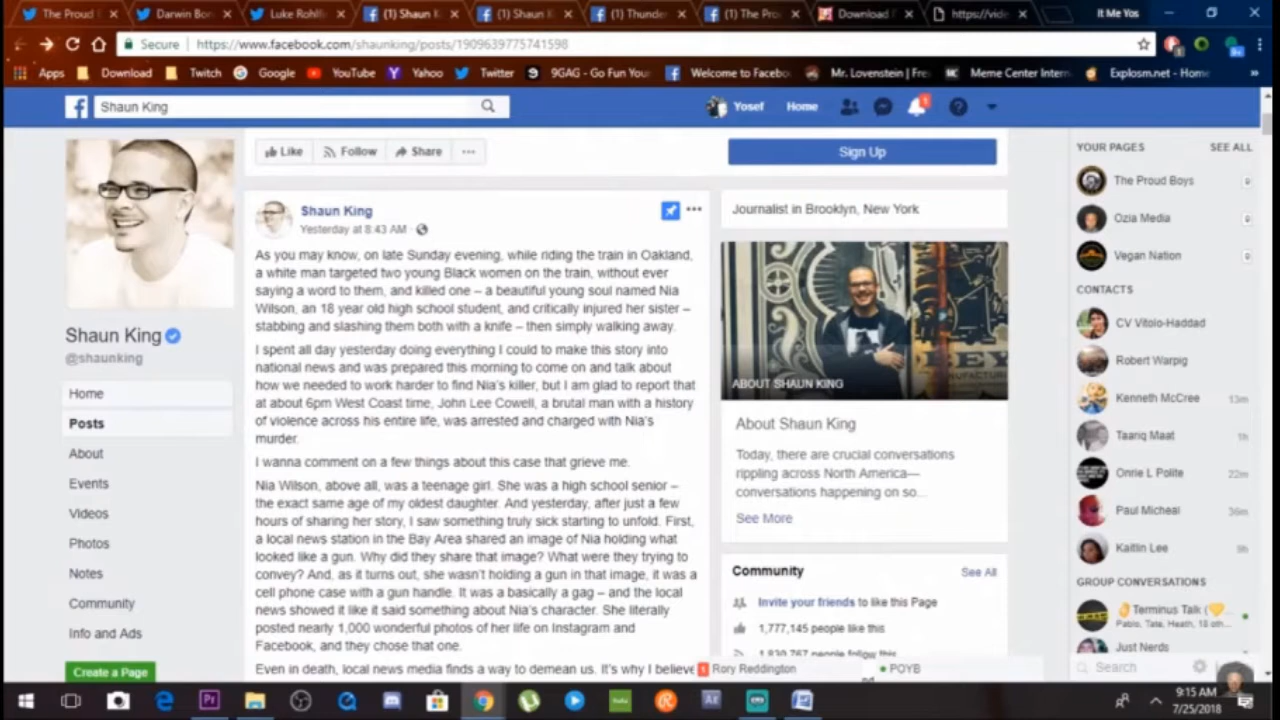 The Proud
Darwin Bon
Luke Rohlfi
(1) Shaun K
(1) Shaun K
(1) Thunder
(1) The Pro
Download
https://vide
It Me Yos
Secure
https://www.facebook.com/shaunking/posts/1909639775741598
Apps
Download
Twitch
Google
YouTube
Yahoo
Twitter
9GAG - Go Fun Your
Welcome to Facebo
Mr. Lovenstein | Fre
Meme Center Intern
Explosm.net - Home
Shaun King
Yosef
Home
Like
Follow
Share
Sign Up
Shaun King
@shaunking
Home
Posts
About
Events
Videos
Photos
Notes
Community
Info and Ads
Create a Page
Shaun King
Yesterday at 8:43 AM ·
As you may know, on late Sunday evening, while riding the train in Oakland,
a white man targeted two young Black women on the train, without ever
saying a word to them, and killed one – a beautiful young soul named Nia
Wilson, an 18 year old high school student, and critically injured her sister –
stabbing and slashing them both with a knife – then simply walking away.
I spent all day yesterday doing everything I could to make this story into
national news and was prepared this morning to come on and talk about
how we needed to work harder to find Nia's killer, but I am glad to report that
at about 6pm West Coast time, John Lee Cowell, a brutal man with a history
of violence across his entire life, was arrested and charged with Nia's
murder.
I wanna comment on a few things about this case that grieve me.
Nia Wilson, above all, was a teenage girl. She was a high school senior –
the exact same age of my oldest daughter. And yesterday, after just a few
hours of sharing her story, I saw something truly sick starting to unfold. First,
a local news station in the Bay Area shared an image of Nia holding what
looked like a gun. Why did they share that image? What were they trying to
convey? And, as it turns out, she wasn't holding a gun in that image, it was a
cell phone case with a gun handle. It was a basically a gag – and the local
news showed it like it said something about Nia's character. She literally
posted nearly 1,000 wonderful photos of her life on Instagram and
Facebook, and they chose that one.
Even in death, local news media finds a way to demean us. It's why I believe
Journalist in Brooklyn, New York
ABOUT SHAUN KING
About Shaun King
Today, there are crucial conversations
rippling across North America—
conversations happening on so...
See More
Community
See All
Invite your friends to like this Page
1,777,145 people like this
1,830,767 people follow this
Rory Reddington
POYB
YOUR PAGES
SEE ALL
The Proud Boys
Ozia Media
Vegan Nation
CONTACTS
CV Vitolo-Haddad
Robert Warpig
Kenneth McCree 13m
Taariq Maat 1h
Onrie L Polite 22m
Paul Micheal 36m
Kaitlin Lee 9h
GROUP CONVERSATIONS
Terminus Talk
Pablo, Tate, Heath, 18 oth...
Just Nerds
Search
9:15 AM
7/25/2018